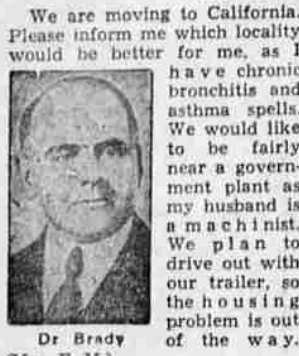 We are moving to California.
Please inform me which locality
would be better for me, as I
have chronic
bronchitis and
asthma spells.
We would like
to be fairly
near a govern-
ment plant as
my husband is
a machinist.
We plan to
drive out with
our trailer, so
the housing
problem is out
of the way.
Dr Brady